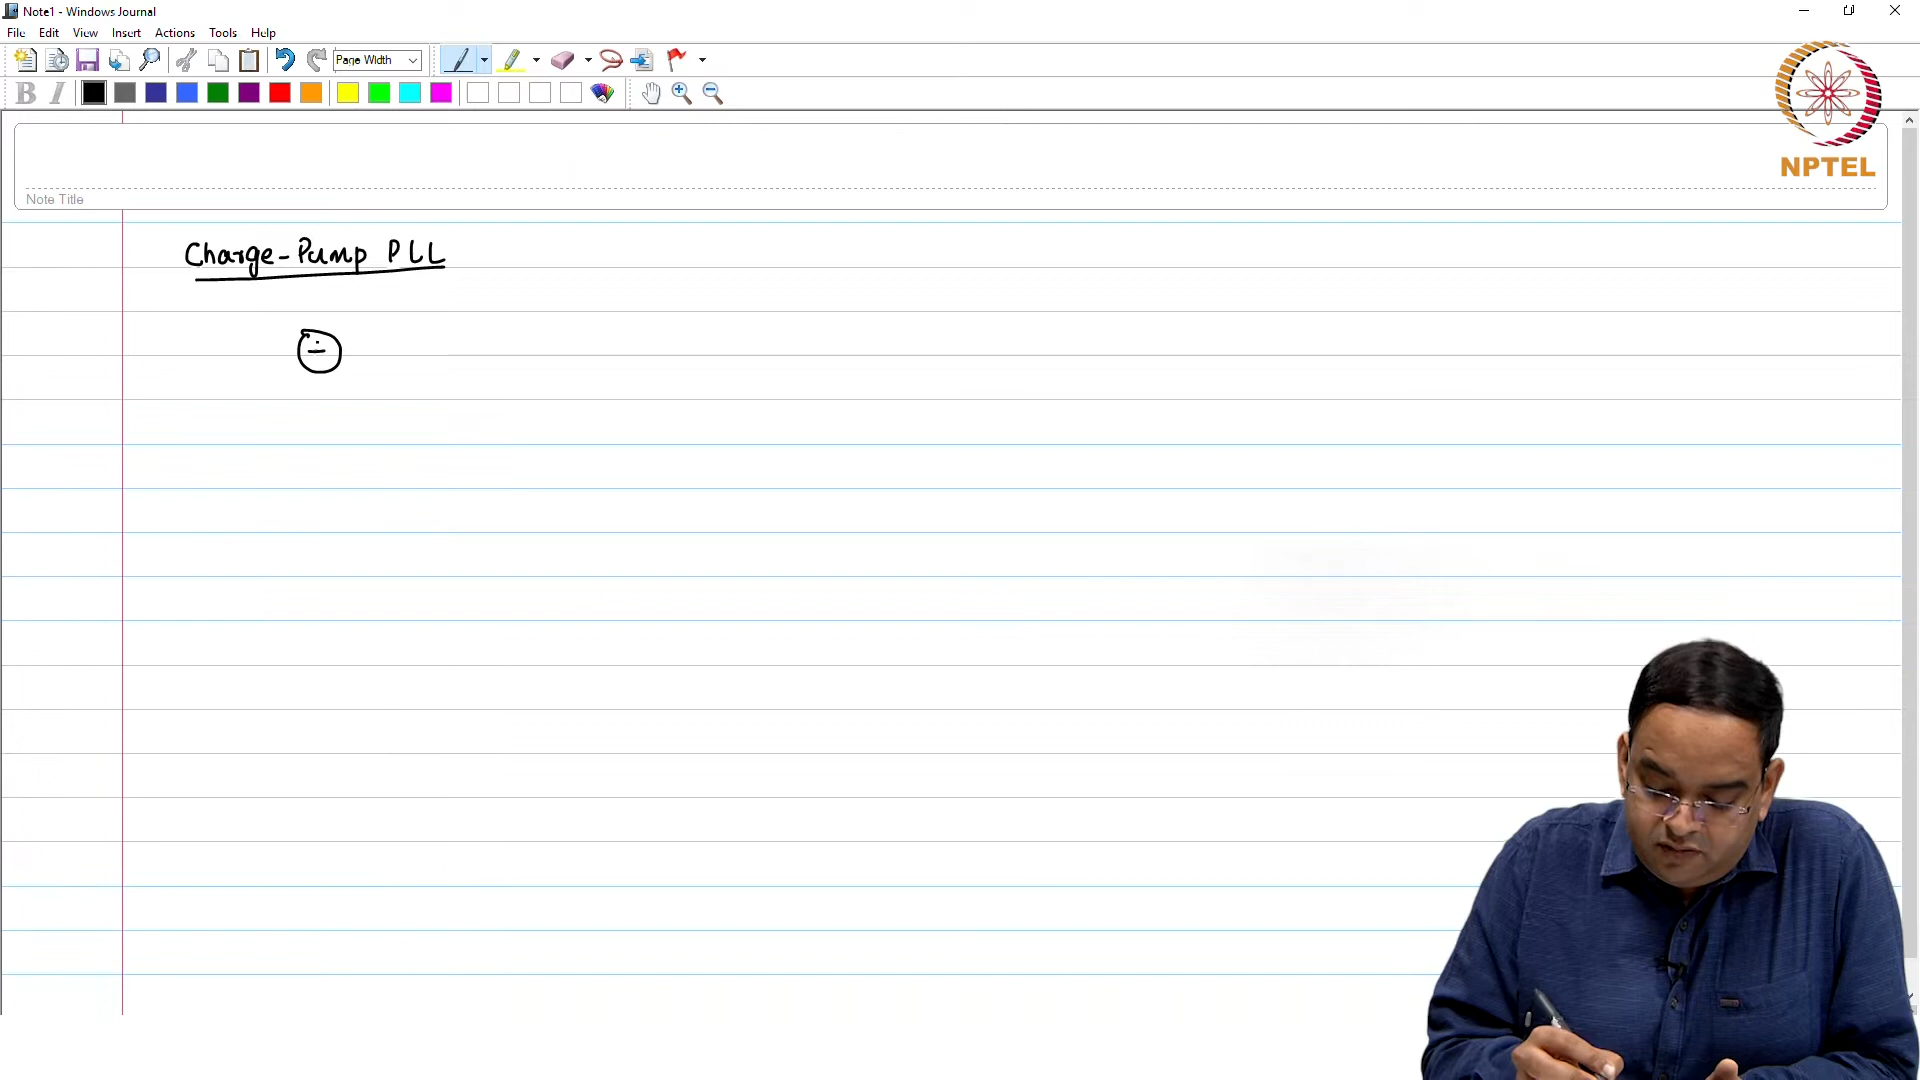 Note1 - Windows Journal
File Edit View Insert Actions Tools Help
Page Width
B I
NPTEL
Note Title
Charge-Pump PLL